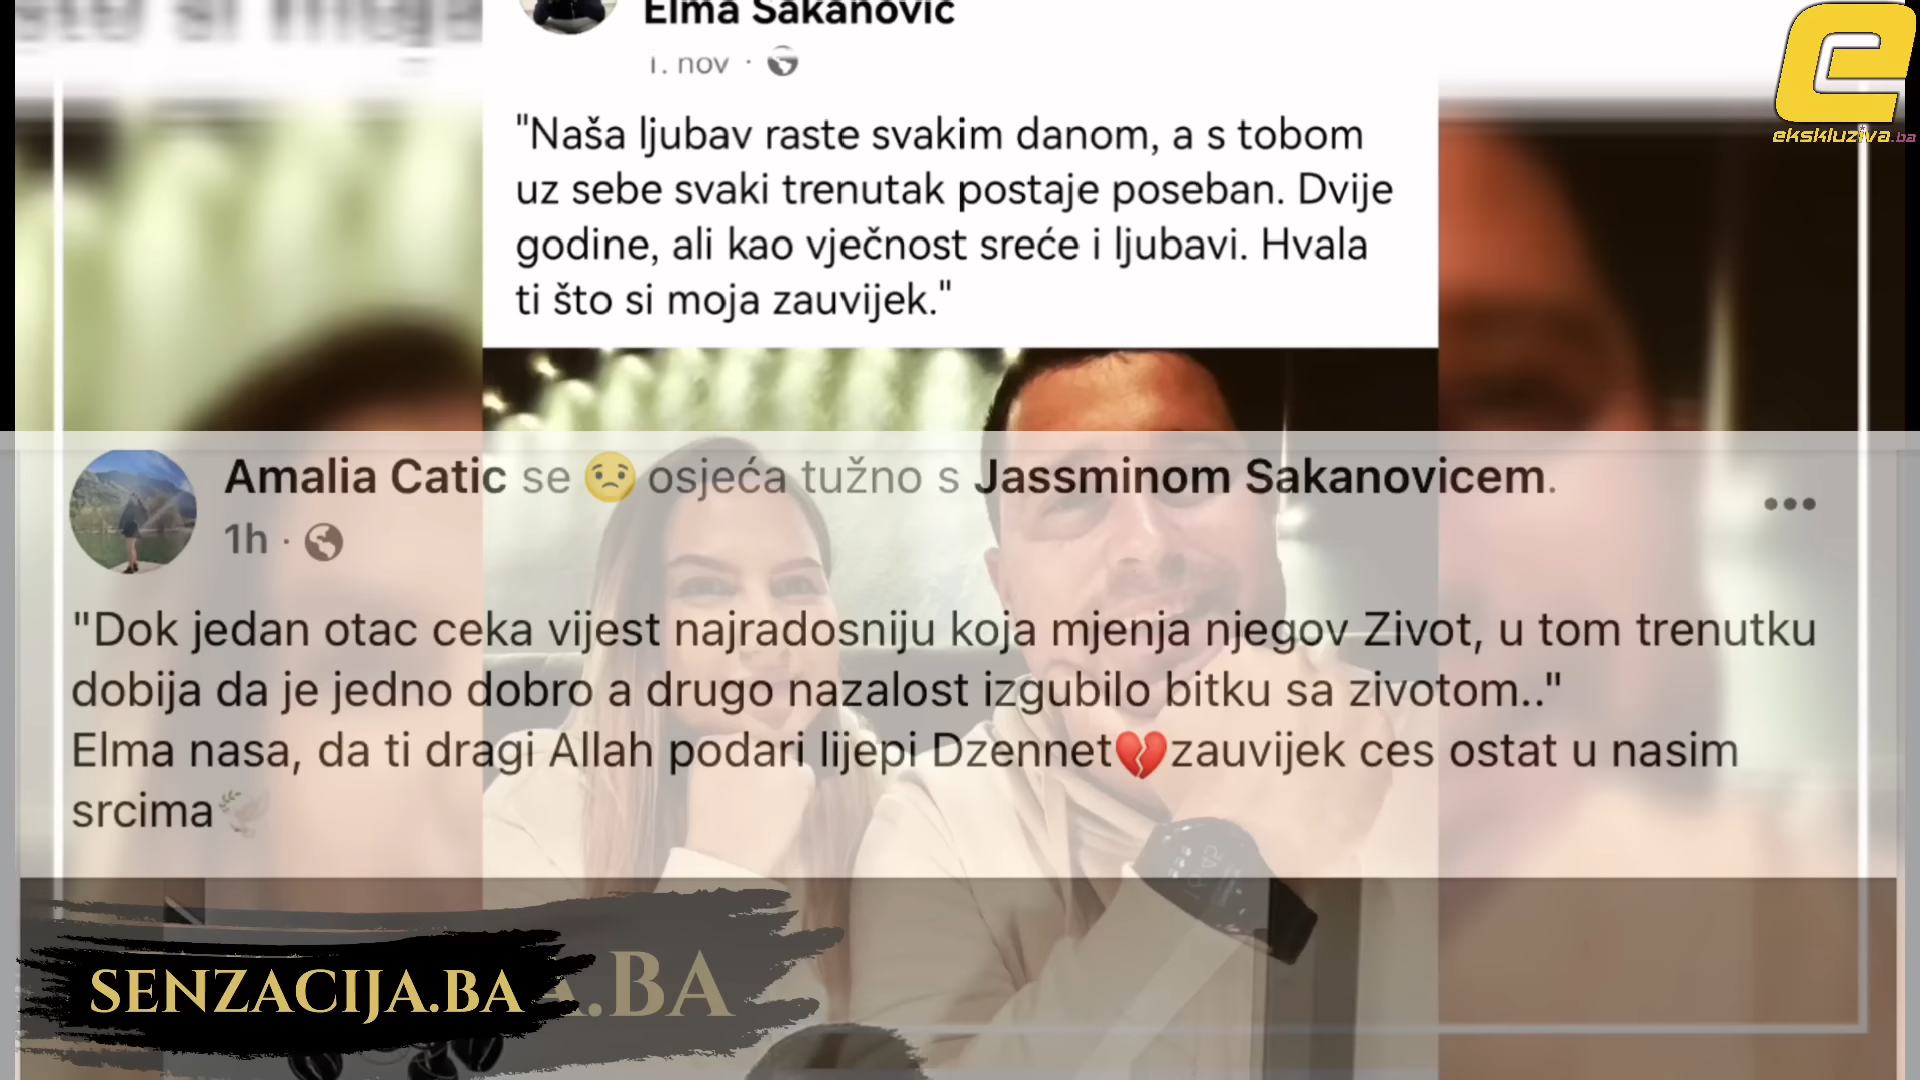 Elma Sakanović
1. nov ·
ekskluziva.ba
"Naša ljubav raste svakim danom, a s tobom
uz sebe svaki trenutak postaje poseban. Dvije
godine, ali kao vječnost sreće i ljubavi. Hvala
ti što si moja zauvijek."
Amalia Catic se 😟 osjeća tužno s Jassminom Sakanovicem.
1h ·
"Dok jedan otac ceka vijest najradosniju koja mjenja njegov Zivot, u tom trenutku
dobija da je jedno dobro a drugo nazalost izgubilo bitku sa zivotom.."
Elma nasa, da ti dragi Allah podari lijepi Dzennet💔zauvijek ces ostat u nasim
srcima🕊️
SENZACIJA.BA
A.BA